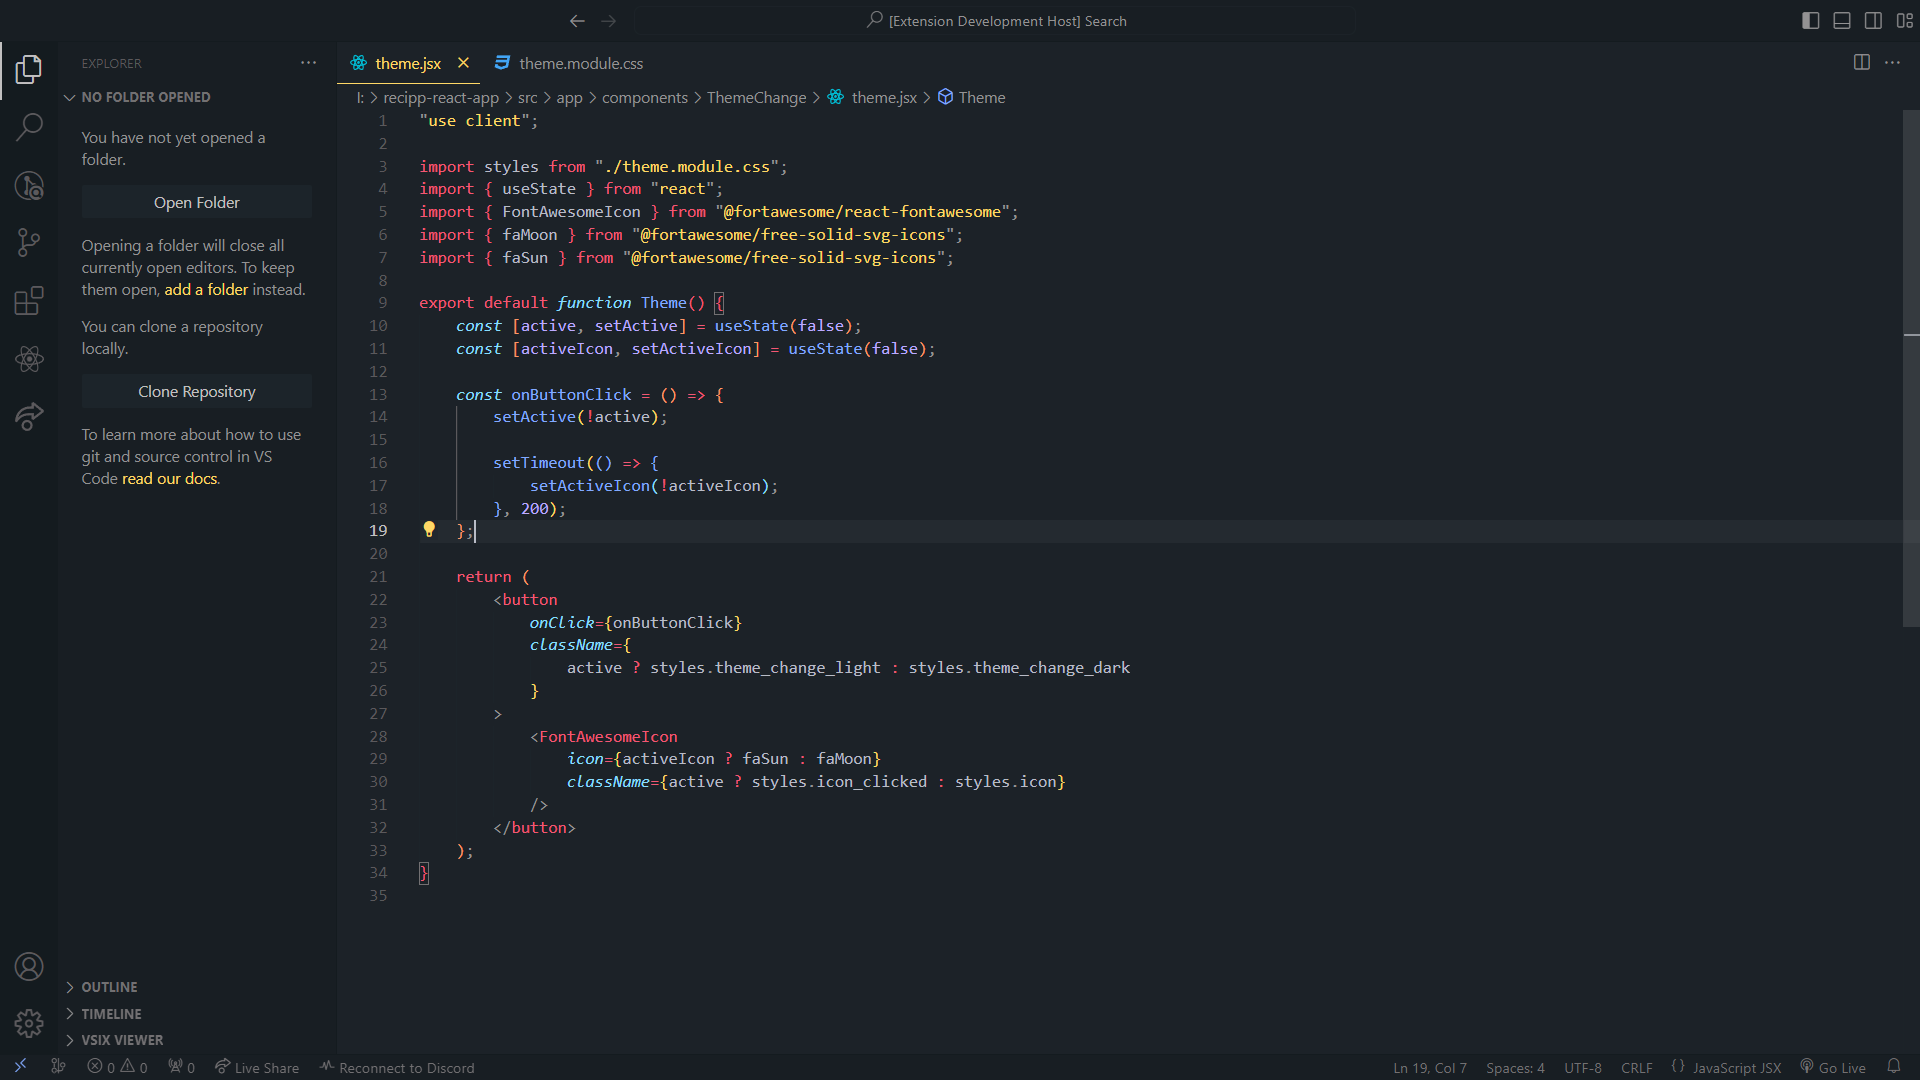 [Extension Development Host] Search
EXPLORER
NO FOLDER OPENED
You have not yet opened a
folder.
Open Folder
Opening a folder will close all
currently open editors. To keep
them open, add a folder instead.
You can clone a repository
locally.
Clone Repository
To learn more about how to use
git and source control in VS
Code read our docs.
OUTLINE
TIMELINE
VSIX VIEWER
theme.jsx
theme.module.css
I: > recipp-react-app > src > app > components > ThemeChange > theme.jsx > Theme
1 "use client";
2
3 import styles from "./theme.module.css";
4 import { useState } from "react";
5 import { FontAwesomeIcon } from "@fortawesome/react-fontawesome";
6 import { faMoon } from "@fortawesome/free-solid-svg-icons";
7 import { faSun } from "@fortawesome/free-solid-svg-icons";
8
9 export default function Theme() {
10 const [active, setActive] = useState(false);
11 const [activeIcon, setActiveIcon] = useState(false);
12
13 const onButtonClick = () => {
14 setActive(!active);
15
16 setTimeout(() => {
17 setActiveIcon(!activeIcon);
18 }, 200);
19 };
20
21 return (
22 <button
23 onClick={onButtonClick}
24 className={
25 active ? styles.theme_change_light : styles.theme_change_dark
26 }
27 >
28 <FontAwesomeIcon
29 icon={activeIcon ? faSun : faMoon}
30 className={active ? styles.icon_clicked : styles.icon}
31 />
32 </button>
33 );
34 }
35
0 0 0 Live Share Reconnect to Discord
Ln 19, Col 7 Spaces: 4 UTF-8 CRLF {} JavaScript JSX Go Live